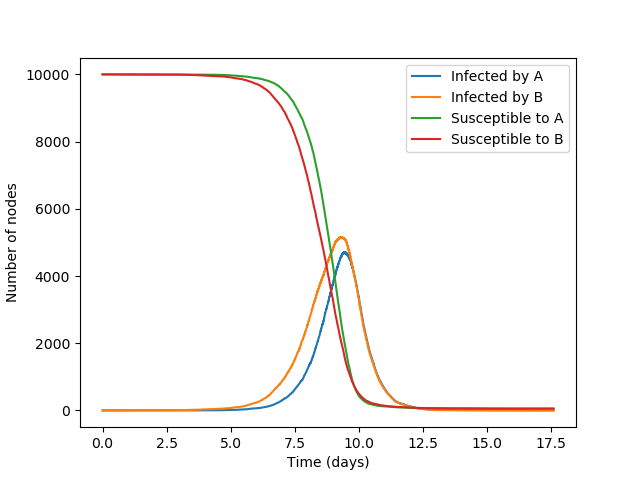 Number of nodes
10000
8000
6000
4000
2000
0
Infected by A
Infected by B
Susceptible to A
Susceptible to B
0.0 2.5 5.0 7.5 10.0 12.5 15.0 17.5
Time (days)